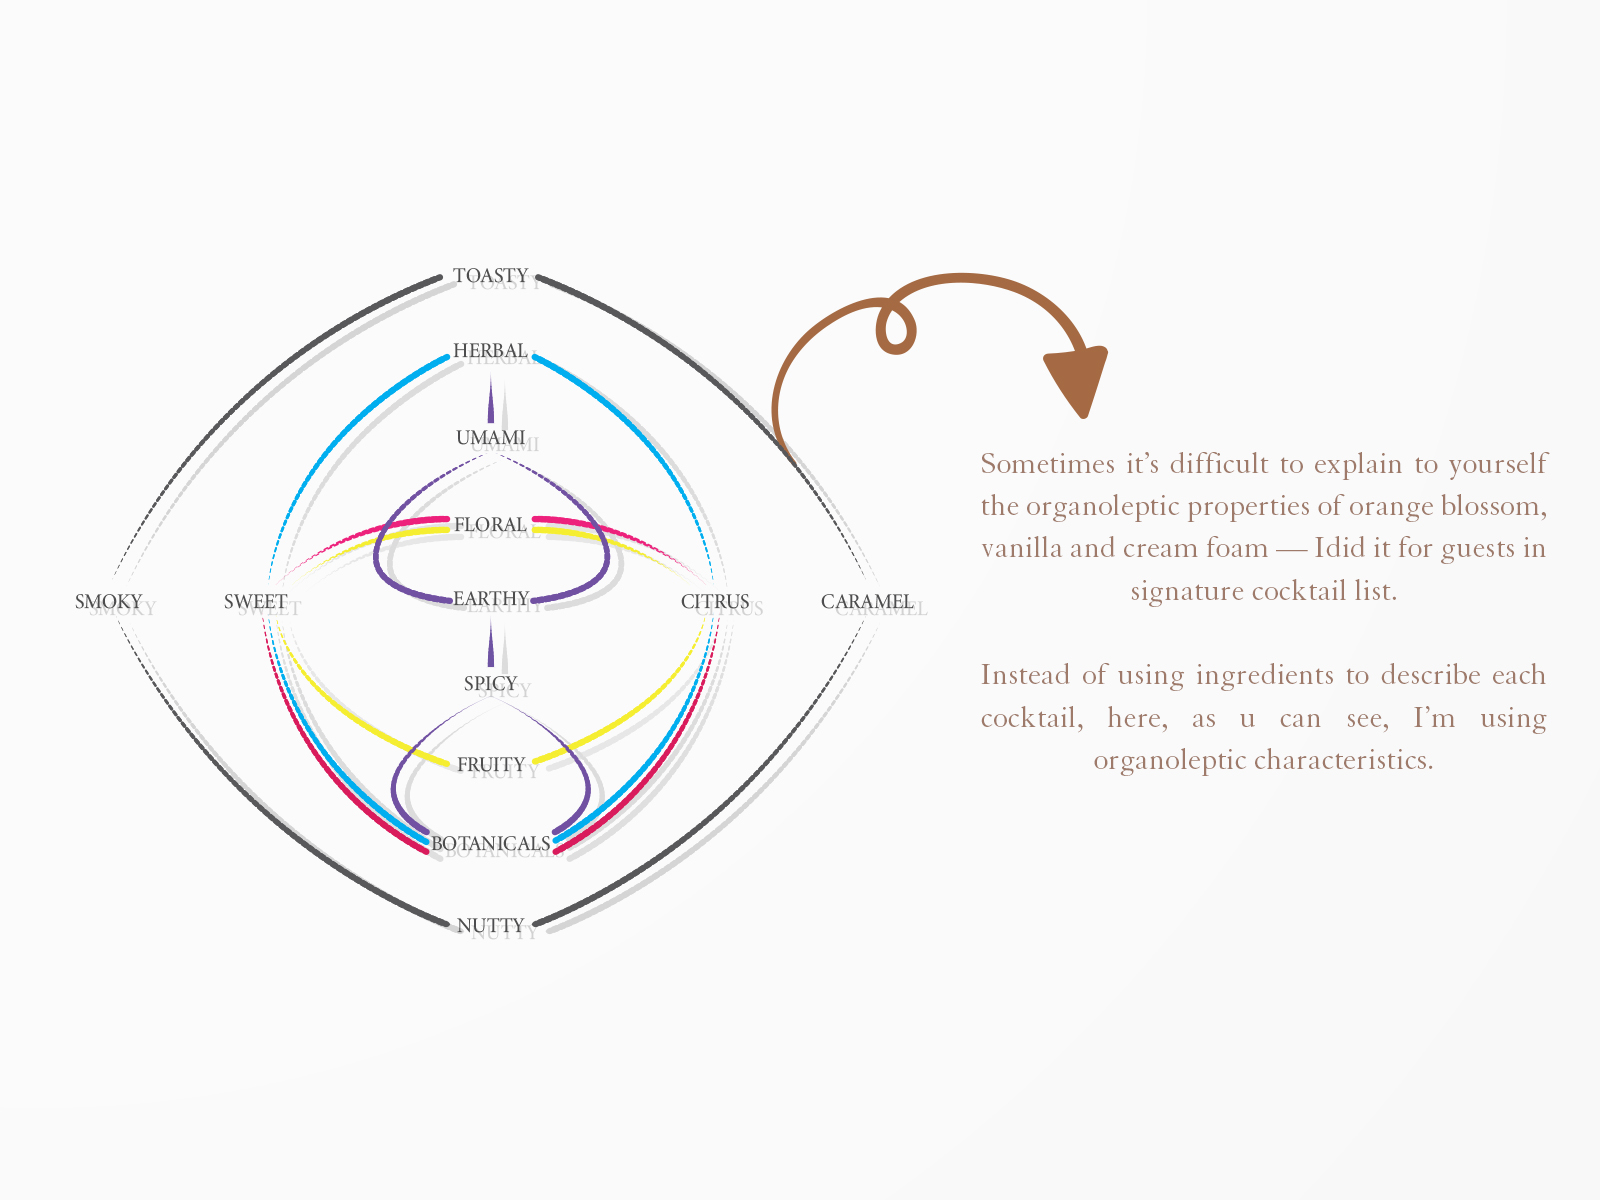 TOASTY
HERBAL
UMAMI
FLORAL
EARTHY
SMOKY
SWEET
CITRUS
CARAMEL
SPICY
FRUITY
BOTANICALS
NUTTY
Sometimes it's difficult to explain to yourself
the organoleptic properties of orange blossom,
vanilla and cream foam — Idid it for guests in
signature cocktail list.
Instead of using ingredients to describe each
cocktail, here, as u can see, I'm using
organoleptic characteristics.